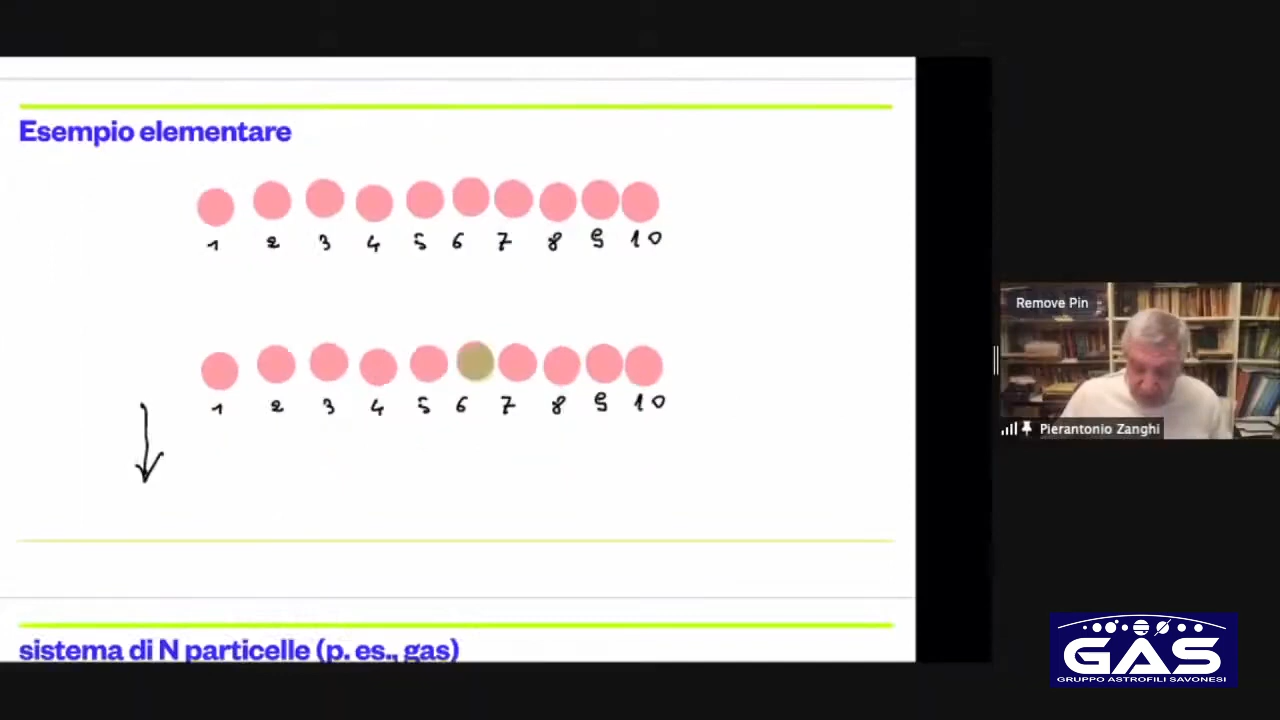 Esempio elementare
1 2 3 4 5 6 7 8 9 10
1 2 3 4 5 6 7 8 9 10
sistema di N particelle (p. es., gas)
Remove Pin
Pierantonio Zanghi
GAS
GRUPPO ASTROFILI SAVONESI